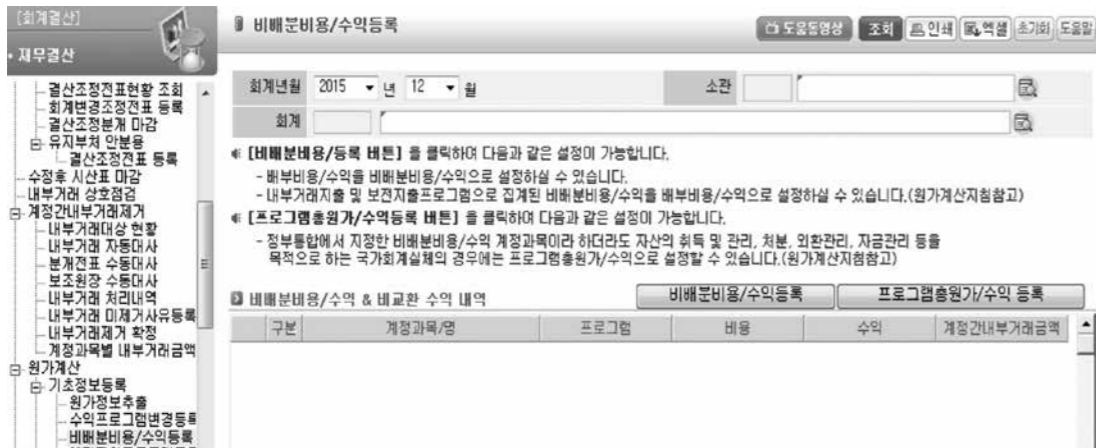 [회계결산]
• 재무결산
결산조정전표현황 조회
회계변경조정전표 등록
결산조정분개 마감
유지부처 안분용
결산조정전표 등록
수정후 시산표 마감
내부거래 상호점검
계정간내부거래제거
내부거래대상 현황
내부거래 자동대사
분개전표 수동대사
보조원장 수동대사
내부거래 처리내역
내부거래 미제거사유등록
내부거래제거 확정
계정과목별 내부거래금액
원가계산
기초정보등록
원가정보추출
수익프로그램변경등록
비배분비용/수익등록
비배분비용/수익등록
도움동영상 조회 인쇄 엑셀 초기화 도움말
회계년월 2015 년 12 월 소관
회계
[비배분비용/등록 버튼] 을 클릭하여 다음과 같은 설정이 가능합니다.
- 배부비용/수익을 비배분비용/수익으로 설정하실 수 있습니다.
- 내부거래지출 및 보전지출프로그램으로 집계된 비배분비용/수익을 배부비용/수익으로 설정하실 수 있습니다.(원가계산지침참고)
[프로그램총원가/수익등록 버튼] 을 클릭하여 다음과 같은 설정이 가능합니다.
- 정부통합에서 지정한 비배분비용/수익 계정과목이라 하더라도 자산의 취득 및 관리, 처분, 외환관리, 자금관리 등을
목적으로 하는 국가회계실체의 경우에는 프로그램총원가/수익으로 설정할 수 있습니다.(원가계산지침참고)
비배분비용/수익 & 비교환 수익 내역 비배분비용/수익등록 프로그램총원가/수익 등록
구분 계정과목/명 프로그램 비용 수익 계정간내부거래금액